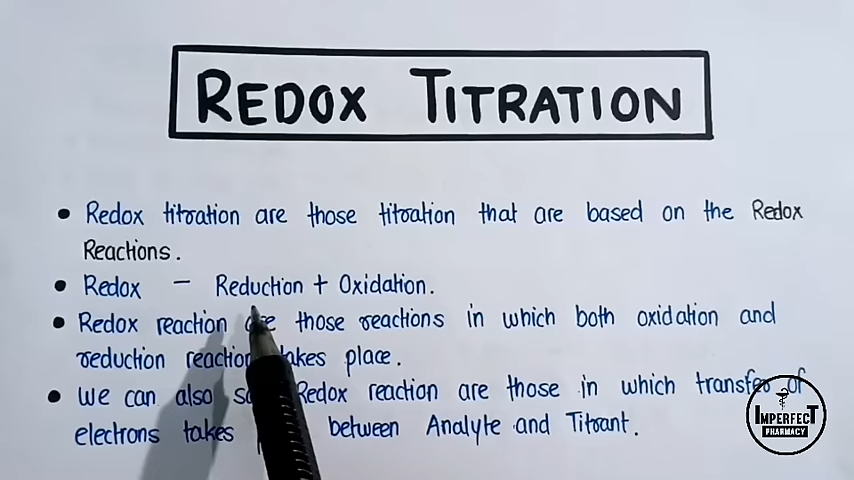 REDOX TITRATION
• Redox titration are those titration that are based on the Redox
Reactions.
• Redox - Reduction + Oxidation.
• Redox reaction are those reactions in which both oxidation and
reduction reaction takes place.
• We can also Redox reaction are those in which transfer of
electrons takes between Analyte and Titrant.
IMPERFECT
PHARMACY